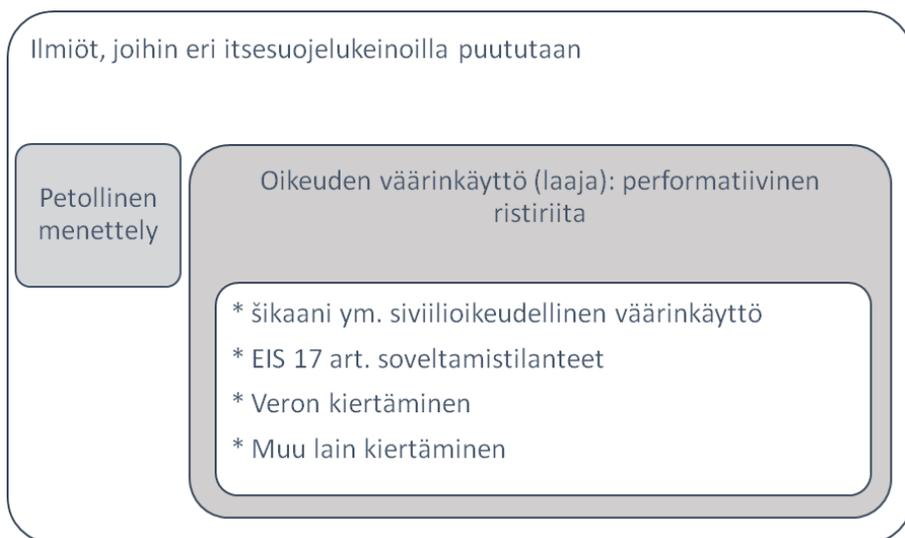 Ilmiöt, joihin eri itsesuojelukeinoilla puututaan
Petollinen
menettely
Oikeuden väärinkäyttö (laaja): performatiivinen
ristiriita
* šikaani ym. siviilioikeudellinen väärinkäyttö
* EIS 17 art. soveltamistilanteet
* Veron kiertäminen
* Muu lain kiertäminen